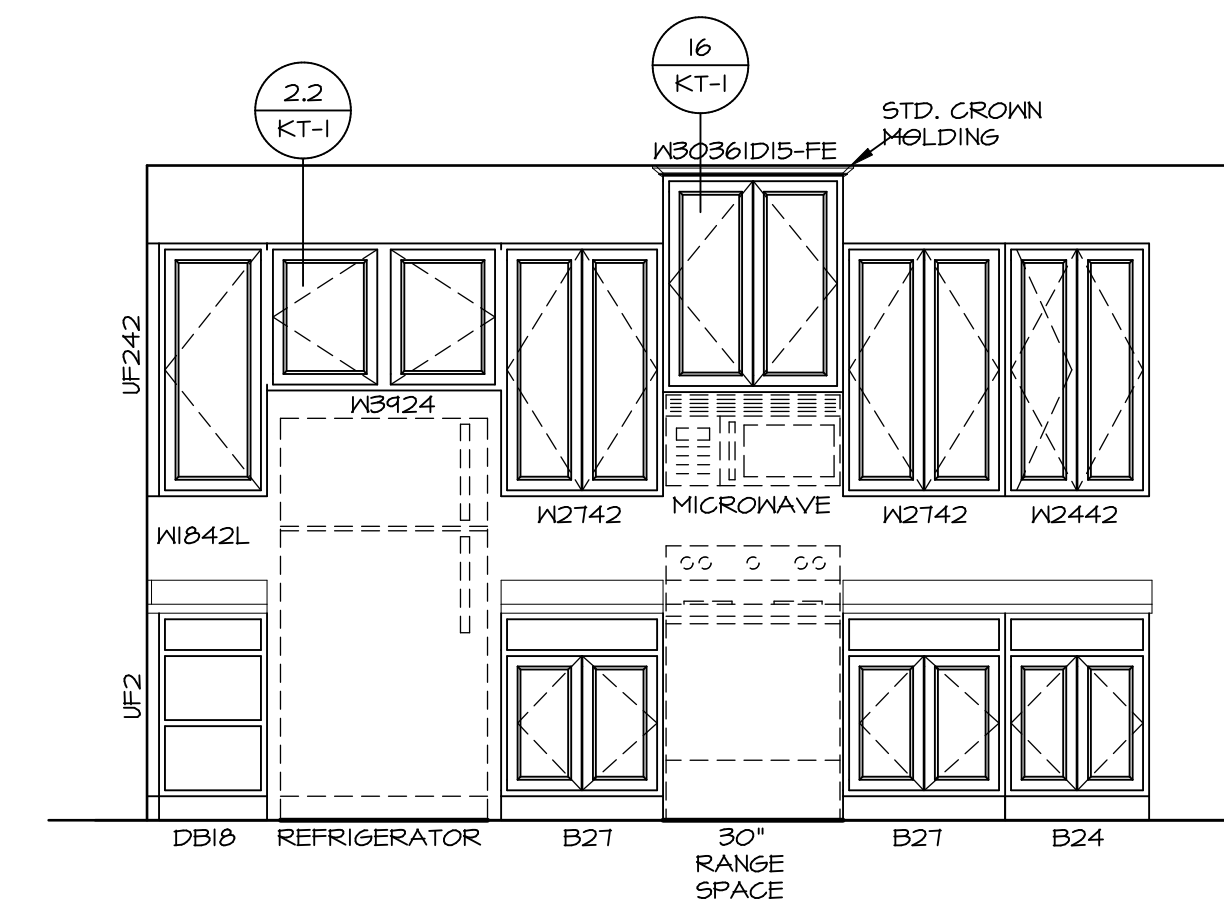 16
KT-1
2.2
KT-1
STD. CROWN
MOLDING
W30361D15-FE
UF242
W3924
MICROWAVE
W2742
W2742
W2442
W1842L
UF2
DB18
REFRIGERATOR
B27
30"
RANGE
SPACE
B27
B24